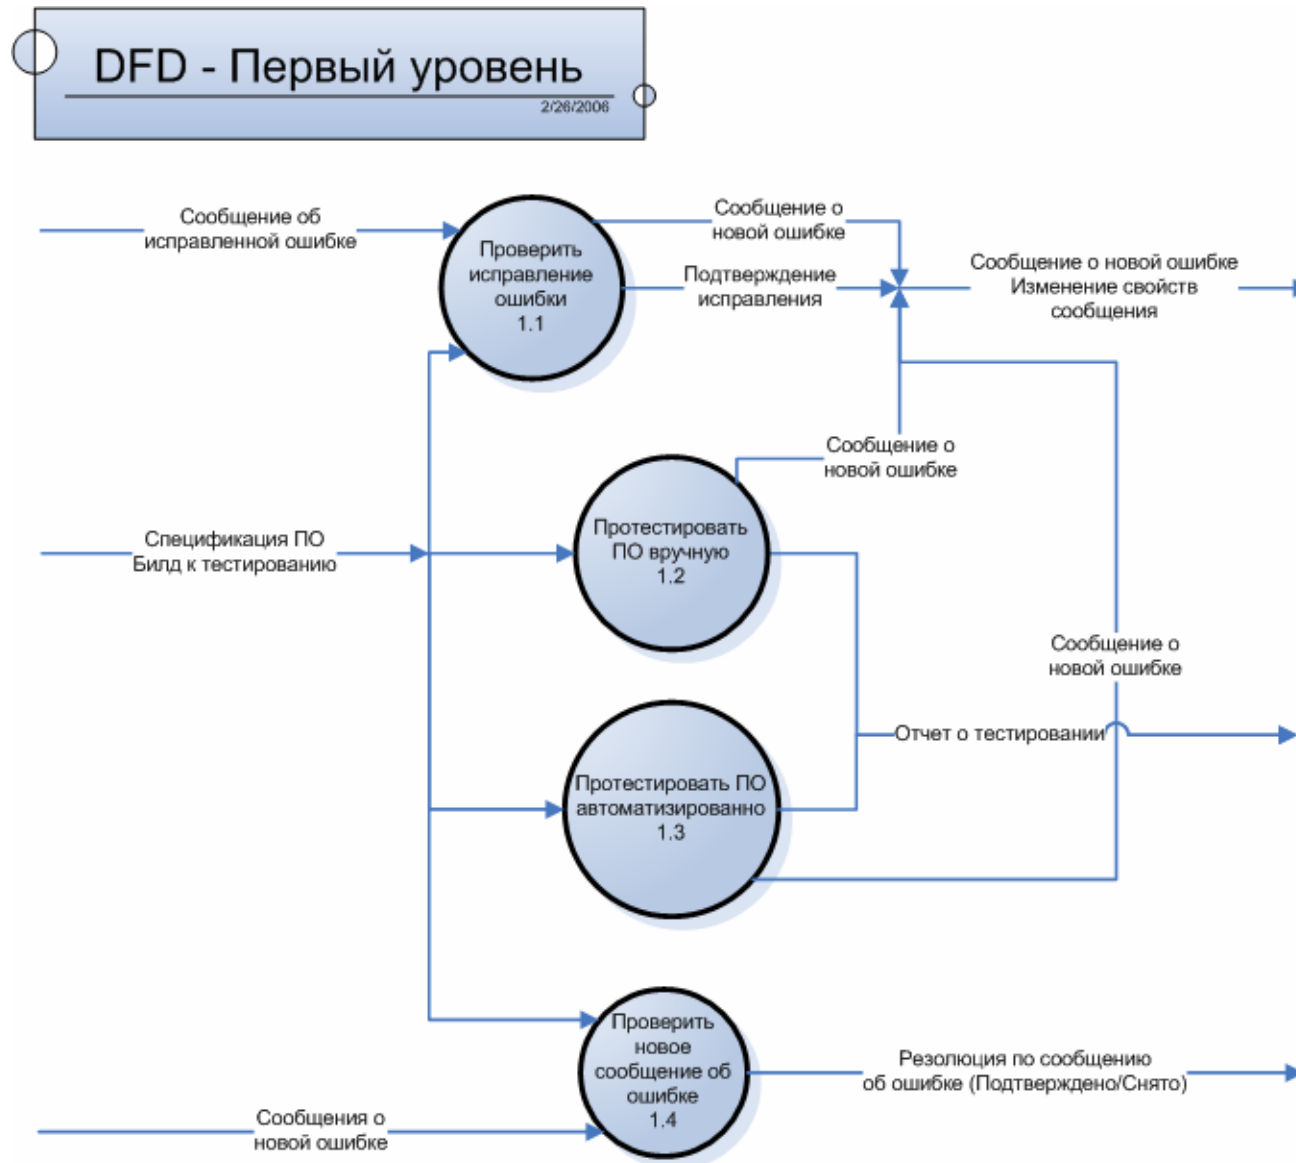 DFD - Первый уровень
2/26/2006
Сообщение об
исправленной ошибке
Проверить
исправление
ошибки
1.1
Сообщение о
новой ошибке
Подтверждение
исправления
Сообщение о новой ошибке
Изменение свойств
сообщения
Сообщение о
новой ошибке
Спецификация ПО
Билд к тестированию
Протестировать
ПО вручную
1.2
Сообщение о
новой ошибке
Отчет о тестировании
Протестировать ПО
автоматизированно
1.3
Проверить
новое
сообщение об
ошибке
1.4
Резолюция по сообщению
об ошибке (Подтверждено/Снято)
Сообщения о
новой ошибке